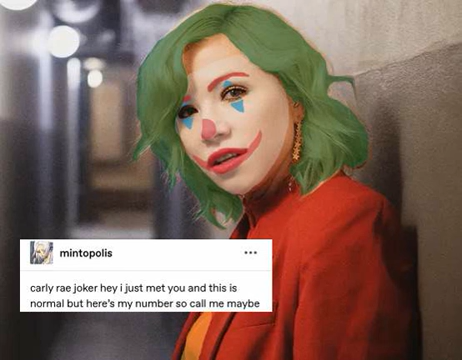 mintopolis
carly rae joker hey i just met you and this is
normal but here's my number so call me maybe